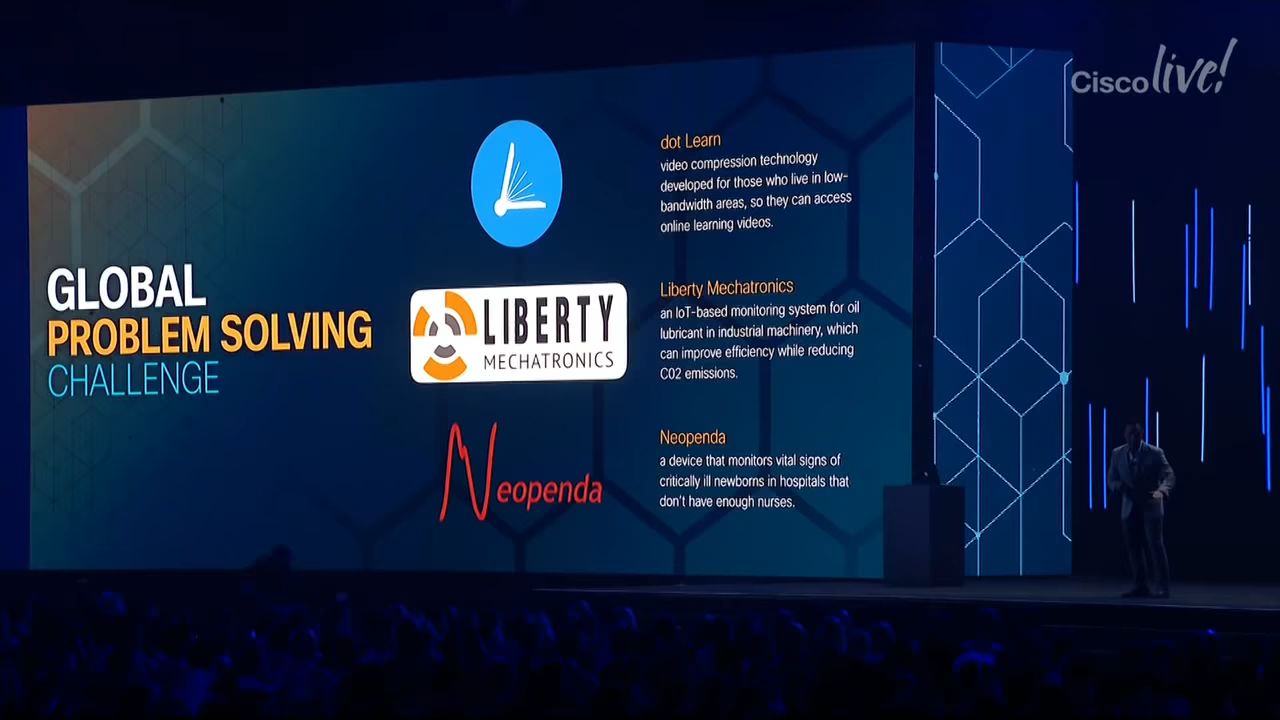 Cisco live!
GLOBAL
PROBLEM SOLVING
CHALLENGE
dot Learn
video compression technology
developed for those who live in low-
bandwidth areas, so they can access
online learning videos.
LIBERTY
MECHATRONICS
Liberty Mechatronics
an IoT-based monitoring system for oil
lubricant in industrial machinery, which
can improve efficiency while reducing
C02 emissions.
Neopenda
Neopenda
a device that monitors vital signs of
critically ill newborns in hospitals that
don't have enough nurses.